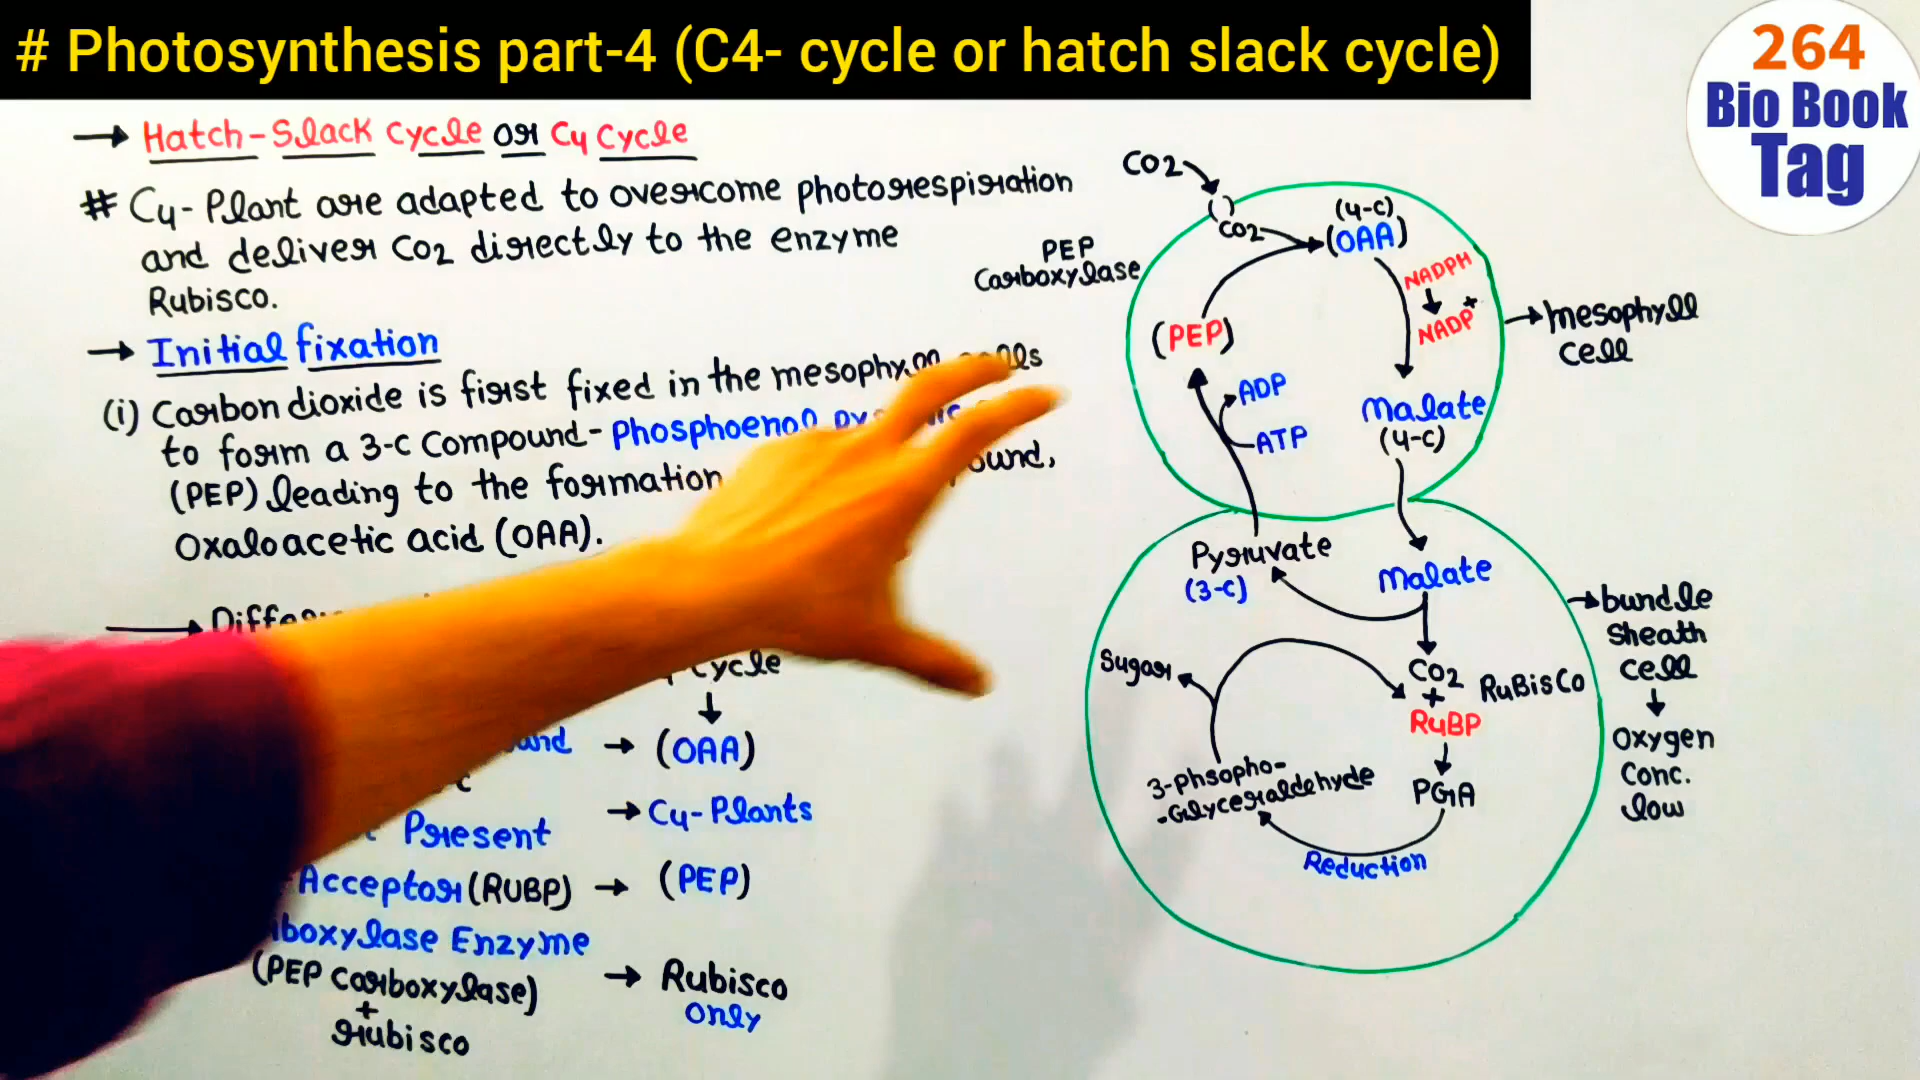 # Photosynthesis part-4 (C4- cycle or hatch slack cycle)
264
Bio Book
Tag
→ Hatch-Slack Cycle or C4 Cycle
# C4-Plant are adapted to overcome photorespiration
and deliver CO2 directly to the enzyme
Rubisco.
→ Initial fixation
(i) Carbon dioxide is first fixed in the
to form a 3-C Compound- Phosphoenol
(PEP) leading to the formation
Oxaloacetic acid (OAA).
Cycle
↓
→ (OAA)
Present → C4-Plants
Acceptor (RUBP) → (PEP)
Enzyme
(PEP Carboxylase) → Rubisco
+ only
rubisco
CO2
CO2
(4-C)
(OAA)
PEP
Carboxylase
NADPH
NADP+
(PEP)
ADP
ATP
Malate
(4-C)
→ mesophyll
cell
Pyruvate
(3-C)
Malate
→ bundle
Sheath
Cell
↓
Oxygen
Conc.
low
Sugar
CO2
+
RuBP
RuBisCo
PGA
3-Phsopho-
-Glyceraldehyde
Reduction